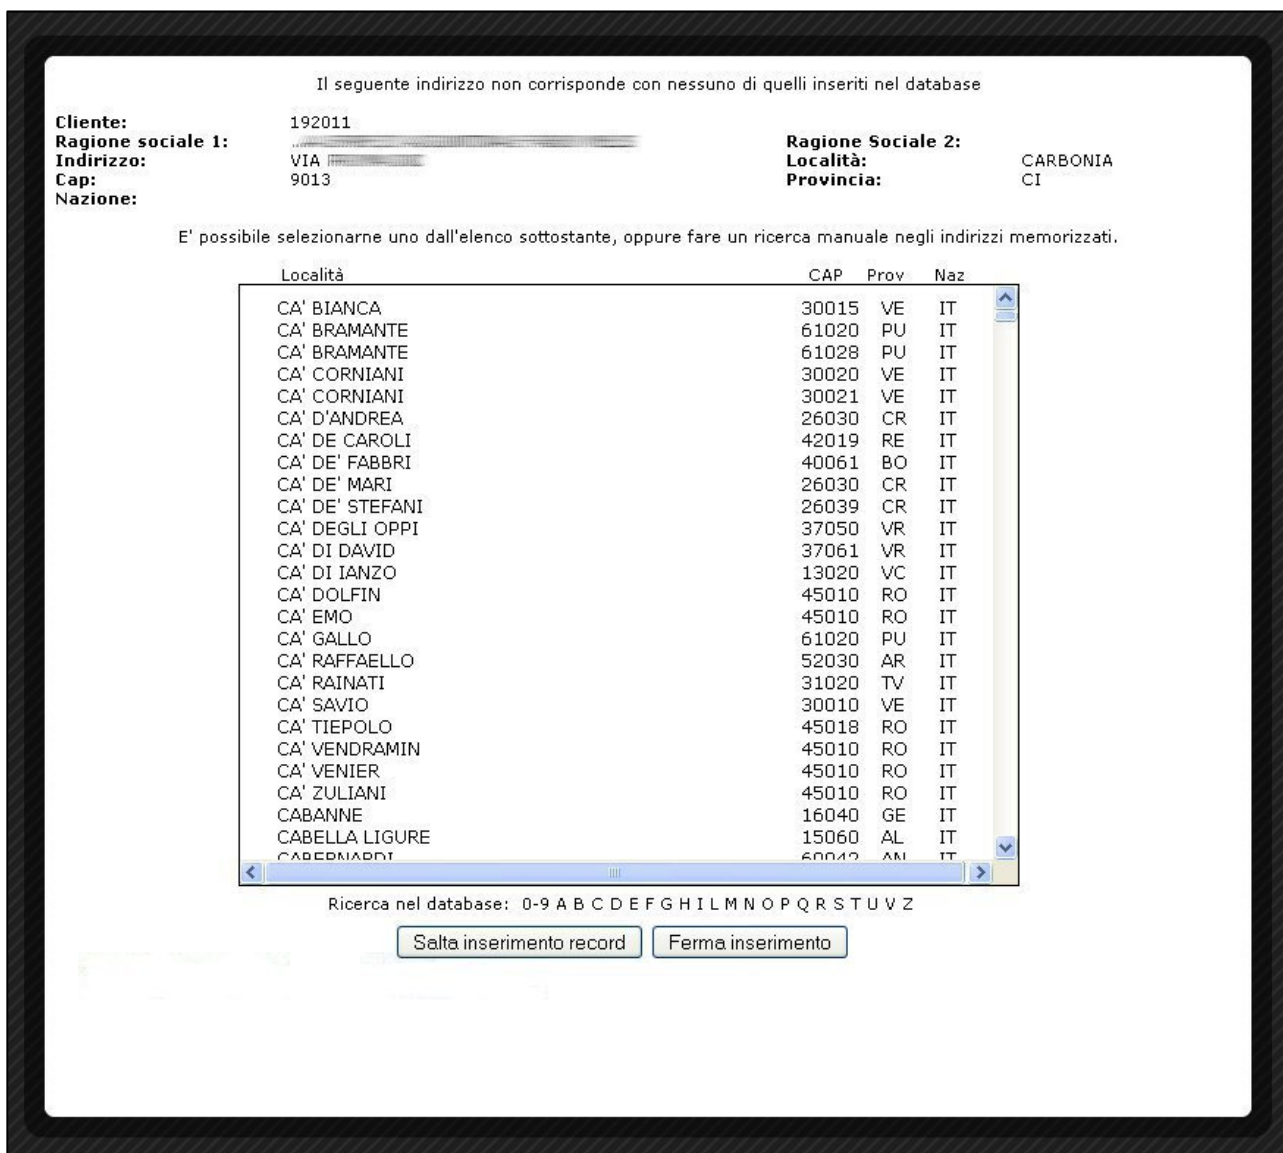 Il seguente indirizzo non corrisponde con nessuno di quelli inseriti nel database
Cliente: 192011
Ragione sociale 1: Ragione Sociale 2:
Indirizzo: VIA Località: CARBONIA
Cap: 9013 Provincia: CI
Nazione:
E' possibile selezionarne uno dall'elenco sottostante, oppure fare un ricerca manuale negli indirizzi memorizzati.
Località CAP Prov Naz
CA' BIANCA 30015 VE IT
CA' BRAMANTE 61020 PU IT
CA' BRAMANTE 61028 PU IT
CA' CORNIANI 30020 VE IT
CA' CORNIANI 30021 VE IT
CA' D'ANDREA 26030 CR IT
CA' DE CAROLI 42019 RE IT
CA' DE' FABBRI 40061 BO IT
CA' DE' MARI 26030 CR IT
CA' DE' STEFANI 26039 CR IT
CA' DEGLI OPPI 37050 VR IT
CA' DI DAVID 37061 VR IT
CA' DI IANZO 13020 VC IT
CA' DOLFIN 45010 RO IT
CA' EMO 45010 RO IT
CA' GALLO 61020 PU IT
CA' RAFFAELLO 52030 AR IT
CA' RAINATI 31020 TV IT
CA' SAVIO 30010 VE IT
CA' TIEPOLO 45018 RO IT
CA' VENDRAMIN 45010 RO IT
CA' VENIER 45010 RO IT
CA' ZULIANI 45010 RO IT
CABANNE 16040 GE IT
CABELLA LIGURE 15060 AL IT
CABERNARDI 60042 AN IT
Ricerca nel database: 0-9 A B C D E F G H I L M N O P Q R S T U V Z
Salta inserimento record Ferma inserimento